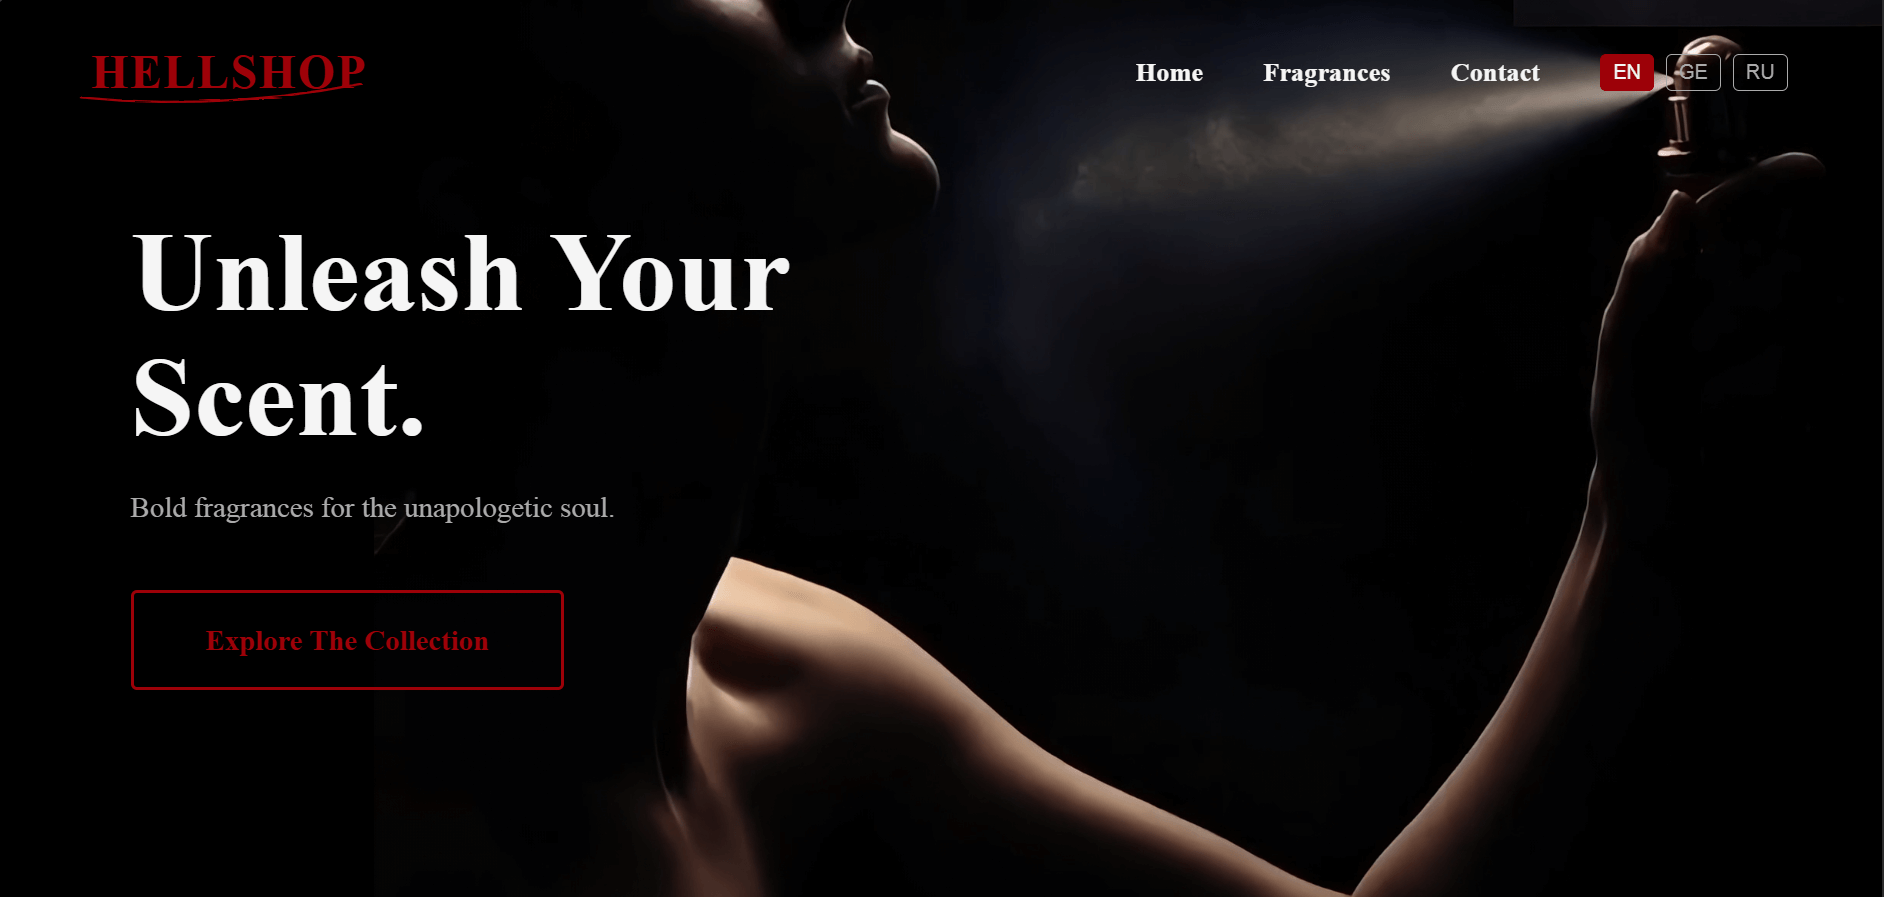 HELLSHOP
Home Fragrances Contact EN GE RU
Unleash Your
Scent.
Bold fragrances for the unapologetic soul.
Explore The Collection